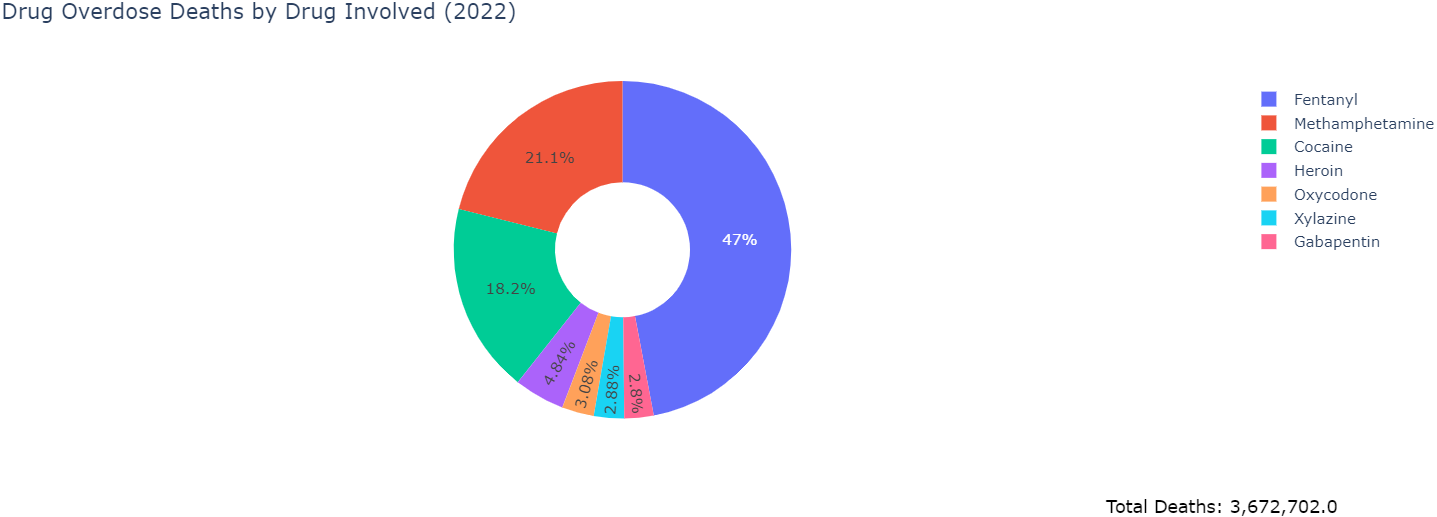 Drug Overdose Deaths by Drug Involved (2022)
21.1%
47%
18.2%
4.84%
3.08%
2.88%
2.8%
Fentanyl
Methamphetamine
Cocaine
Heroin
Oxycodone
Xylazine
Gabapentin
Total Deaths: 3,672,702.0